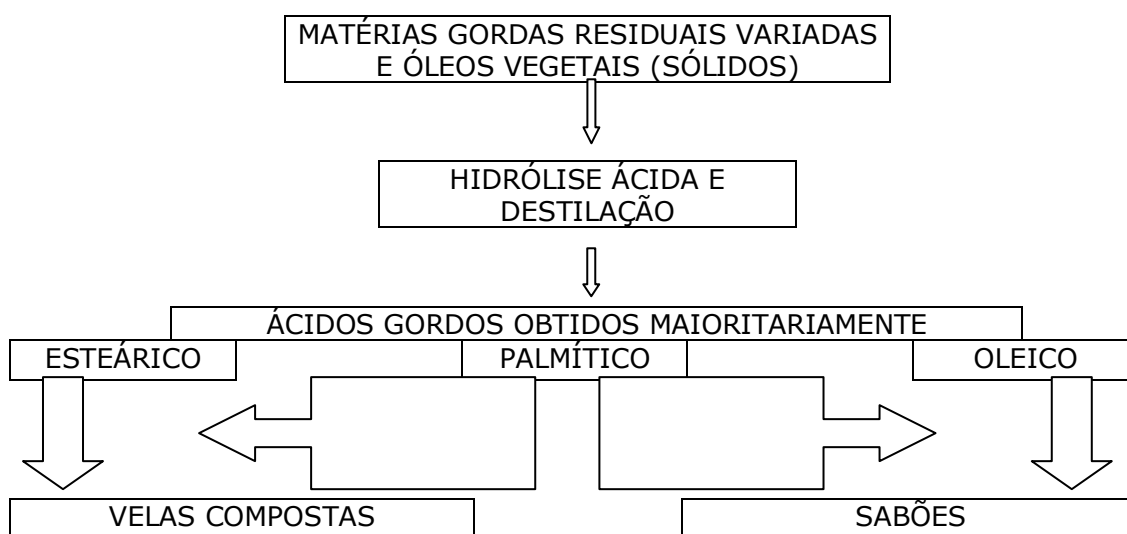 MATÉRIAS GORDAS RESIDUAIS VARIADAS
E ÓLEOS VEGETAIS (SÓLIDOS)
HIDRÓLISE ÁCIDA E
DESTILAÇÃO
ÁCIDOS GORDOS OBTIDOS MAIORITARIAMENTE
ESTEÁRICO
PALMÍTICO
OLEICO
VELAS COMPOSTAS
SABÕES